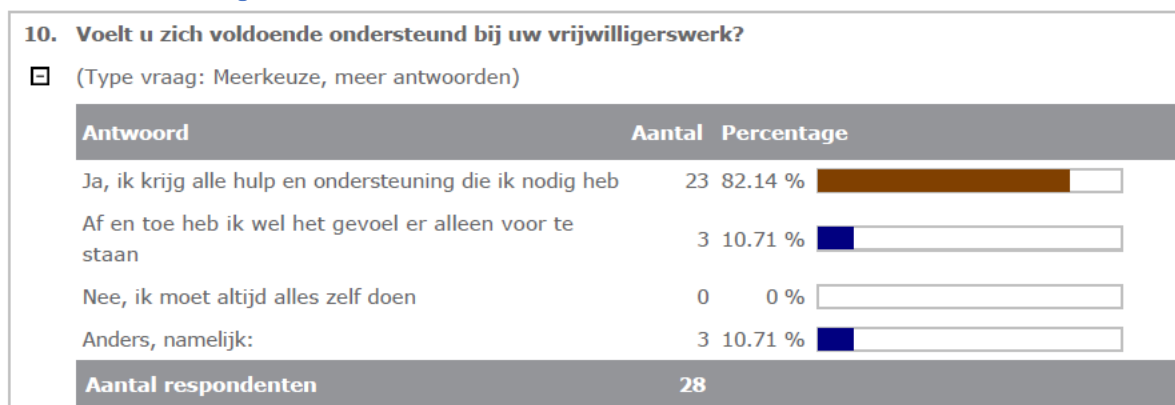 10. Voelt u zich voldoende ondersteund bij uw vrijwilligerswerk?
(Type vraag: Meerkeuze, meer antwoorden)
Antwoord Aantal Percentage
Ja, ik krijg alle hulp en ondersteuning die ik nodig heb 23 82.14 %
Af en toe heb ik wel het gevoel er alleen voor te
staan 3 10.71 %
Nee, ik moet altijd alles zelf doen 0 0 %
Anders, namelijk: 3 10.71 %
Aantal respondenten 28